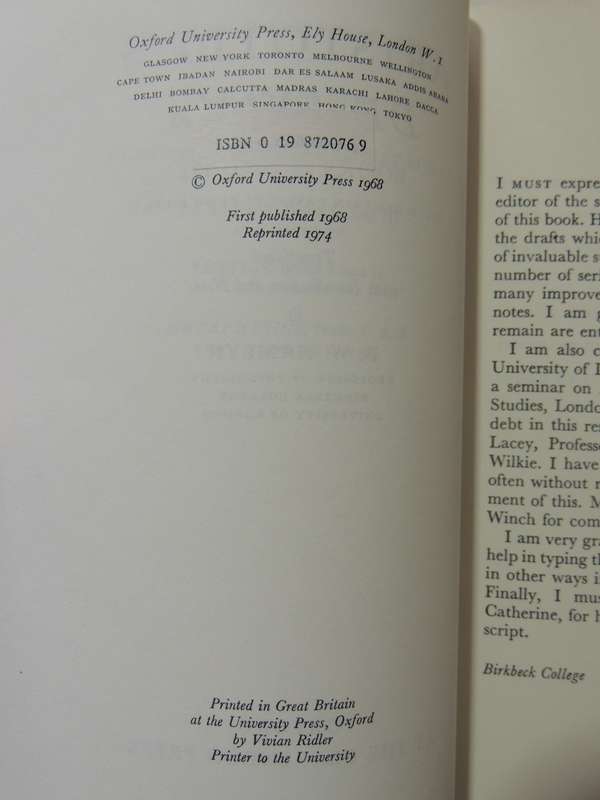 Oxford University Press, Ely House, London W.1
GLASGOW NEW YORK TORONTO MELBOURNE WELLINGTON
CAPE TOWN IBADAN NAIROBI DAR ES SALAAM LUSAKA ADDIS ABABA
DELHI BOMBAY CALCUTTA MADRAS KARACHI LAHORE DACCA
KUALA LUMPUR SINGAPORE HONG KONG TOKYO
ISBN 0 19 872076 9
© Oxford University Press 1968
First published 1968
Reprinted 1974
Printed in Great Britain
at the University Press, Oxford
by Vivian Ridler
Printer to the University
I MUST expre
editor of the s
of this book. H
the drafts whi
of invaluable s
number of seri
many improve
notes. I am g
remain are ent
I am also c
University of
a seminar on
Studies, Londo
debt in this re
Lacey, Profess
Wilkie. I have
often without r
ment of this. M
Winch for com
I am very gra
help in typing th
in other ways i
Finally, I mus
Catherine, for h
script.
Birkbeck College